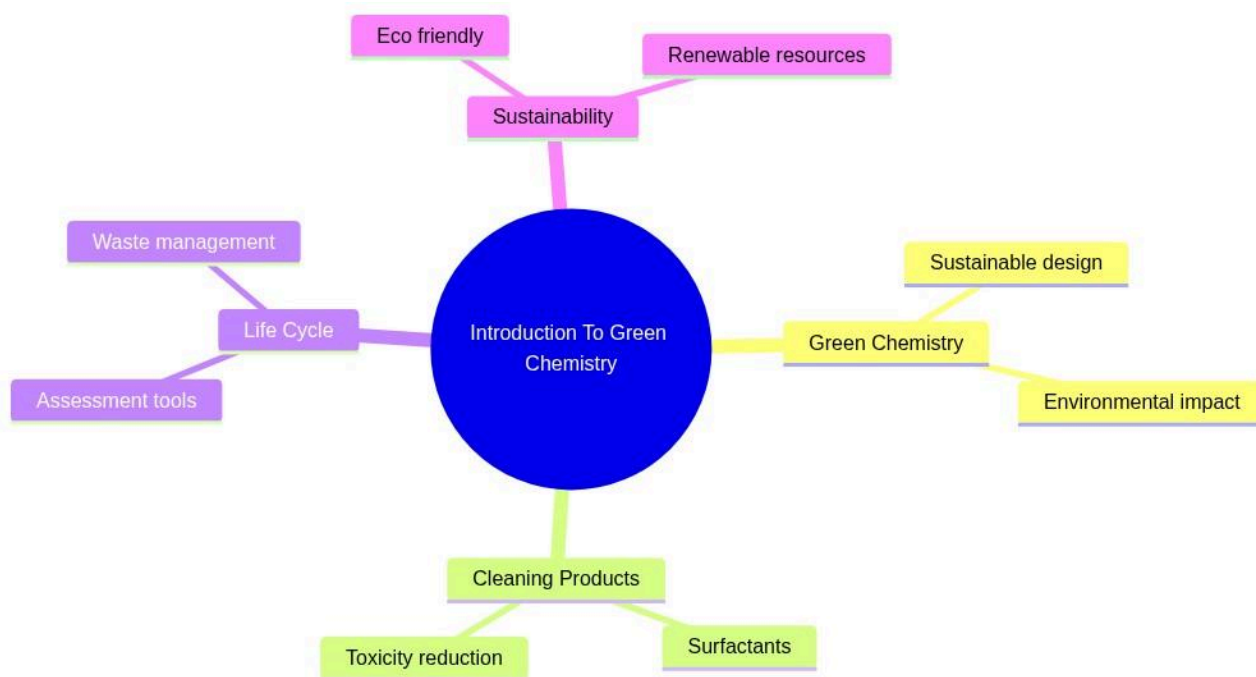 Eco friendly
Renewable resources
Sustainability
Waste management
Sustainable design
Life Cycle
Introduction To Green
Chemistry
Green Chemistry
Assessment tools
Environmental impact
Cleaning Products
Toxicity reduction
Surfactants